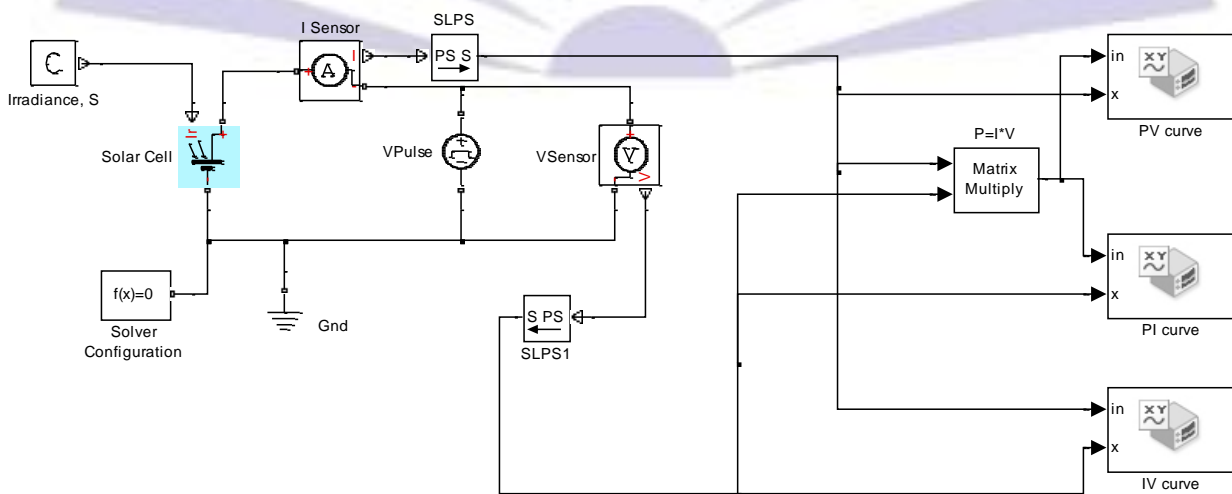 SLPS
I Sensor
I
A
PS S
C
Irradiance, S
Ir
Solar Cell
VPulse
VSensor
V
V
in
x
PV curve
P=I*V
Matrix
Multiply
in
x
PI curve
f(x)=0
Solver
Configuration
Gnd
S PS
SLPS1
in
x
IV curve